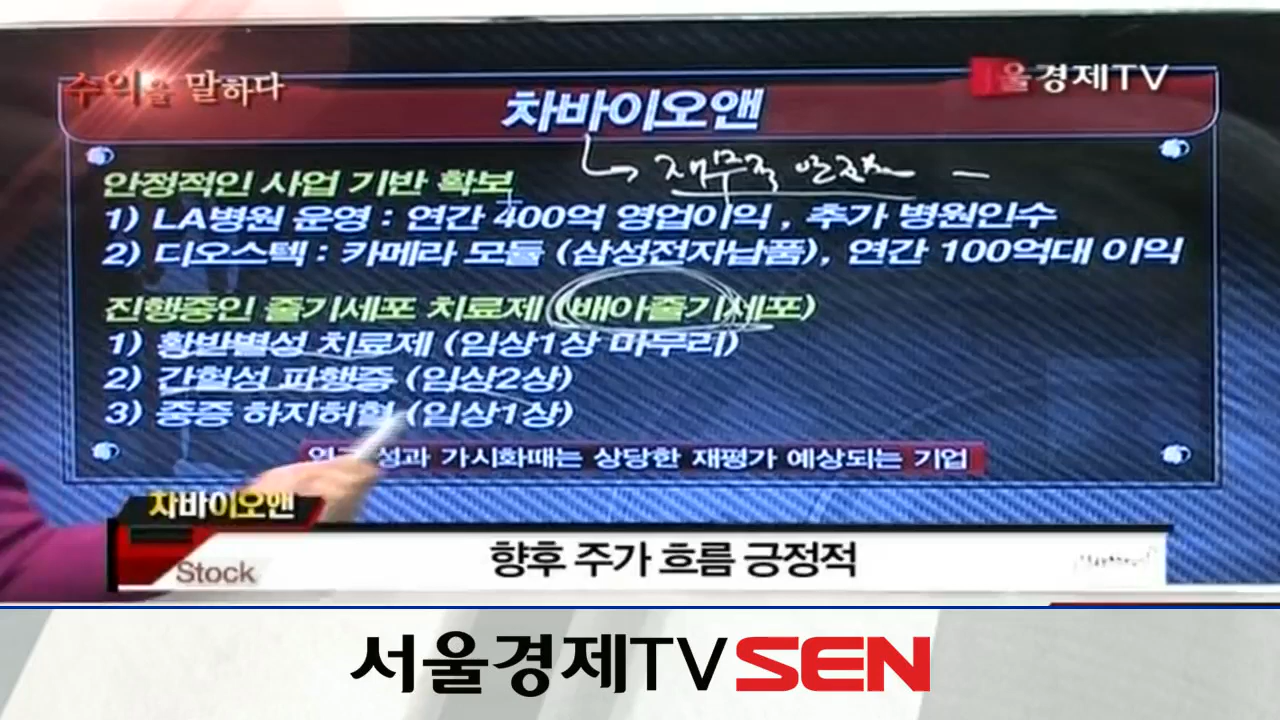 수익을 말하다
울경제TV
차바이오앤
재무적 안정성
안정적인 사업 기반 확보
1) LA병원 운영 : 연간 400억 영업이익 , 추가 병원인수
2) 디오스텍 : 카메라 모듈 (삼성전자납품), 연간 100억대 이익
진행중인 줄기세포 치료제 (배아줄기세포)
1) 황반변성 치료제 (임상1상 마무리)
2) 간헐성 파행증 (임상2상)
3) 중증 하지허혈 (임상1상)
성과 가시화때는 상당한 재평가 예상되는 기업
차바이오앤
Stock
향후 주가 흐름 긍정적
서울경제TV SEN